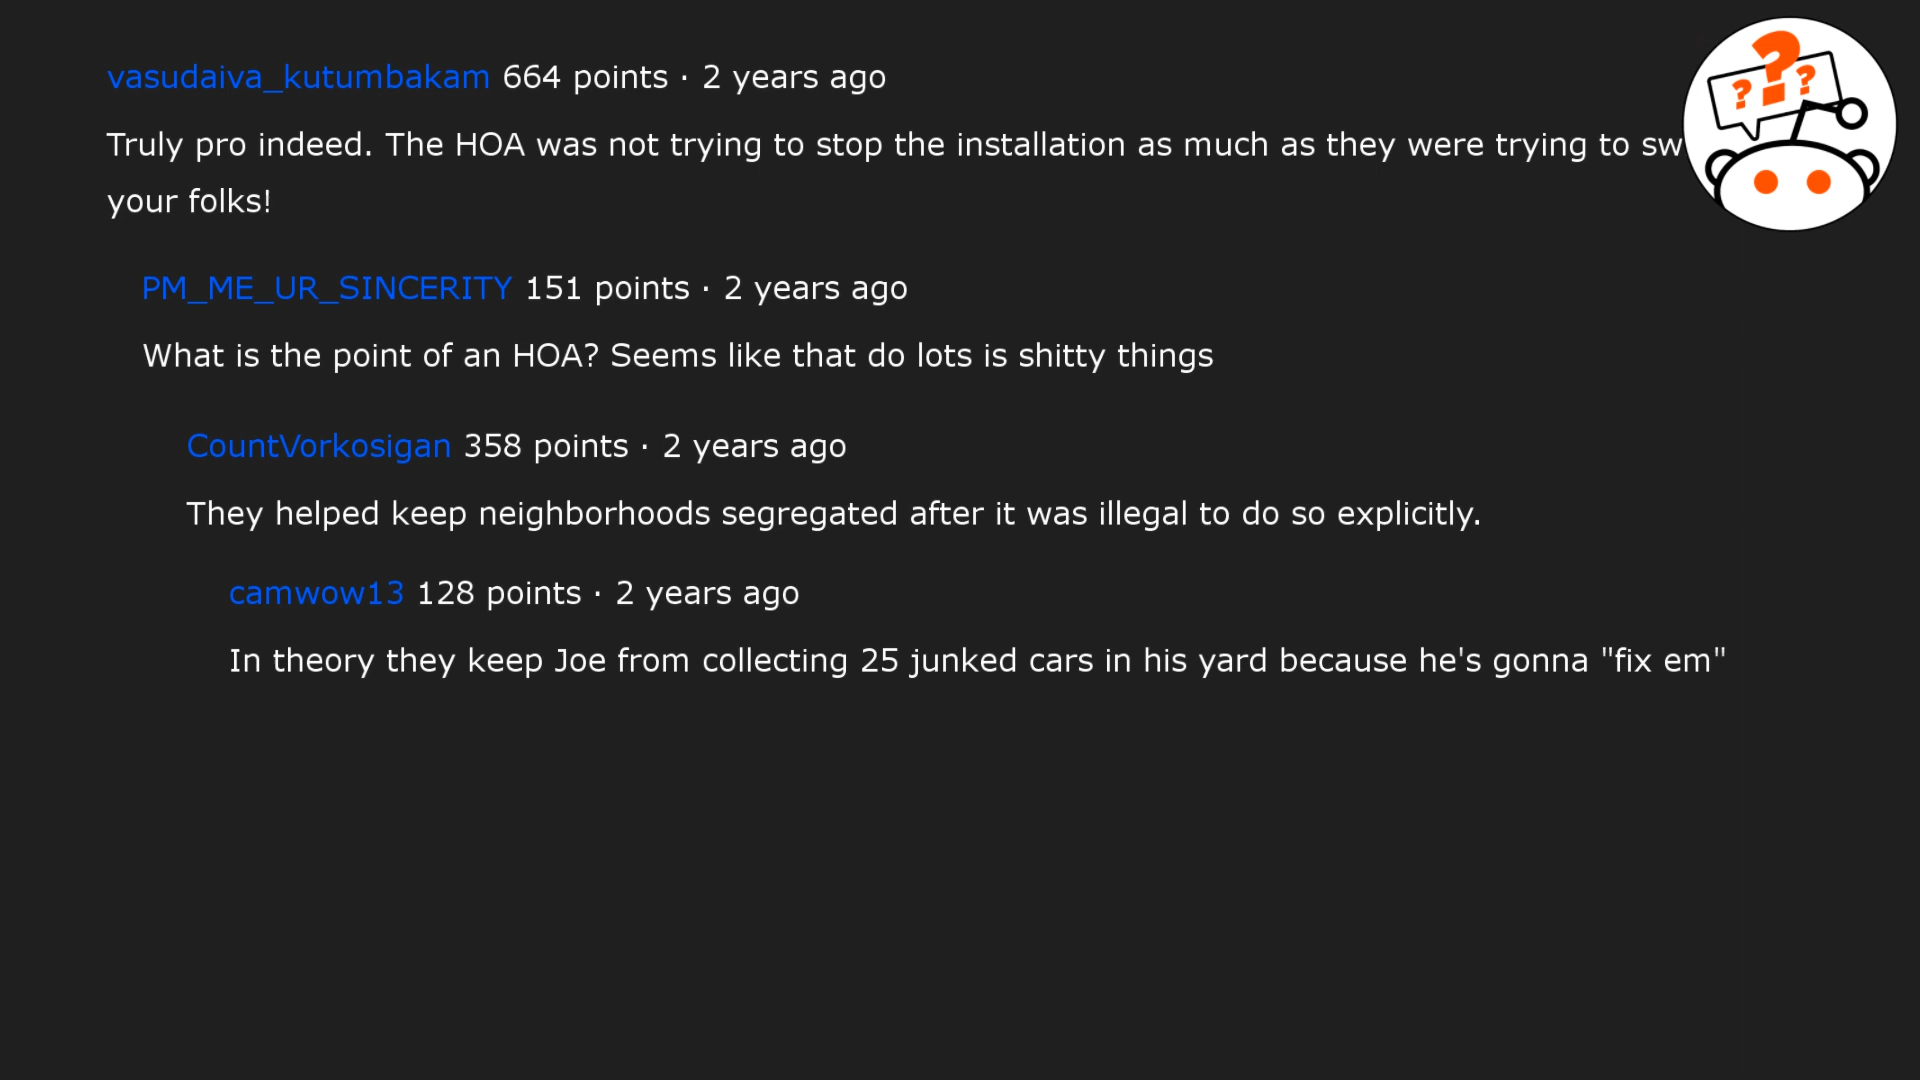 vasudaiva_kutumbakam 664 points · 2 years ago
Truly pro indeed. The HOA was not trying to stop the installation as much as they were trying to
your folks!
PM_ME_UR_SINCERITY 151 points · 2 years ago
What is the point of an HOA? Seems like that do lots is shitty things
CountVorkosigan 358 points · 2 years ago
They helped keep neighborhoods segregated after it was illegal to do so explicitly.
camwow13 128 points · 2 years ago
In theory they keep Joe from collecting 25 junked cars in his yard because he's gonna "fix em"